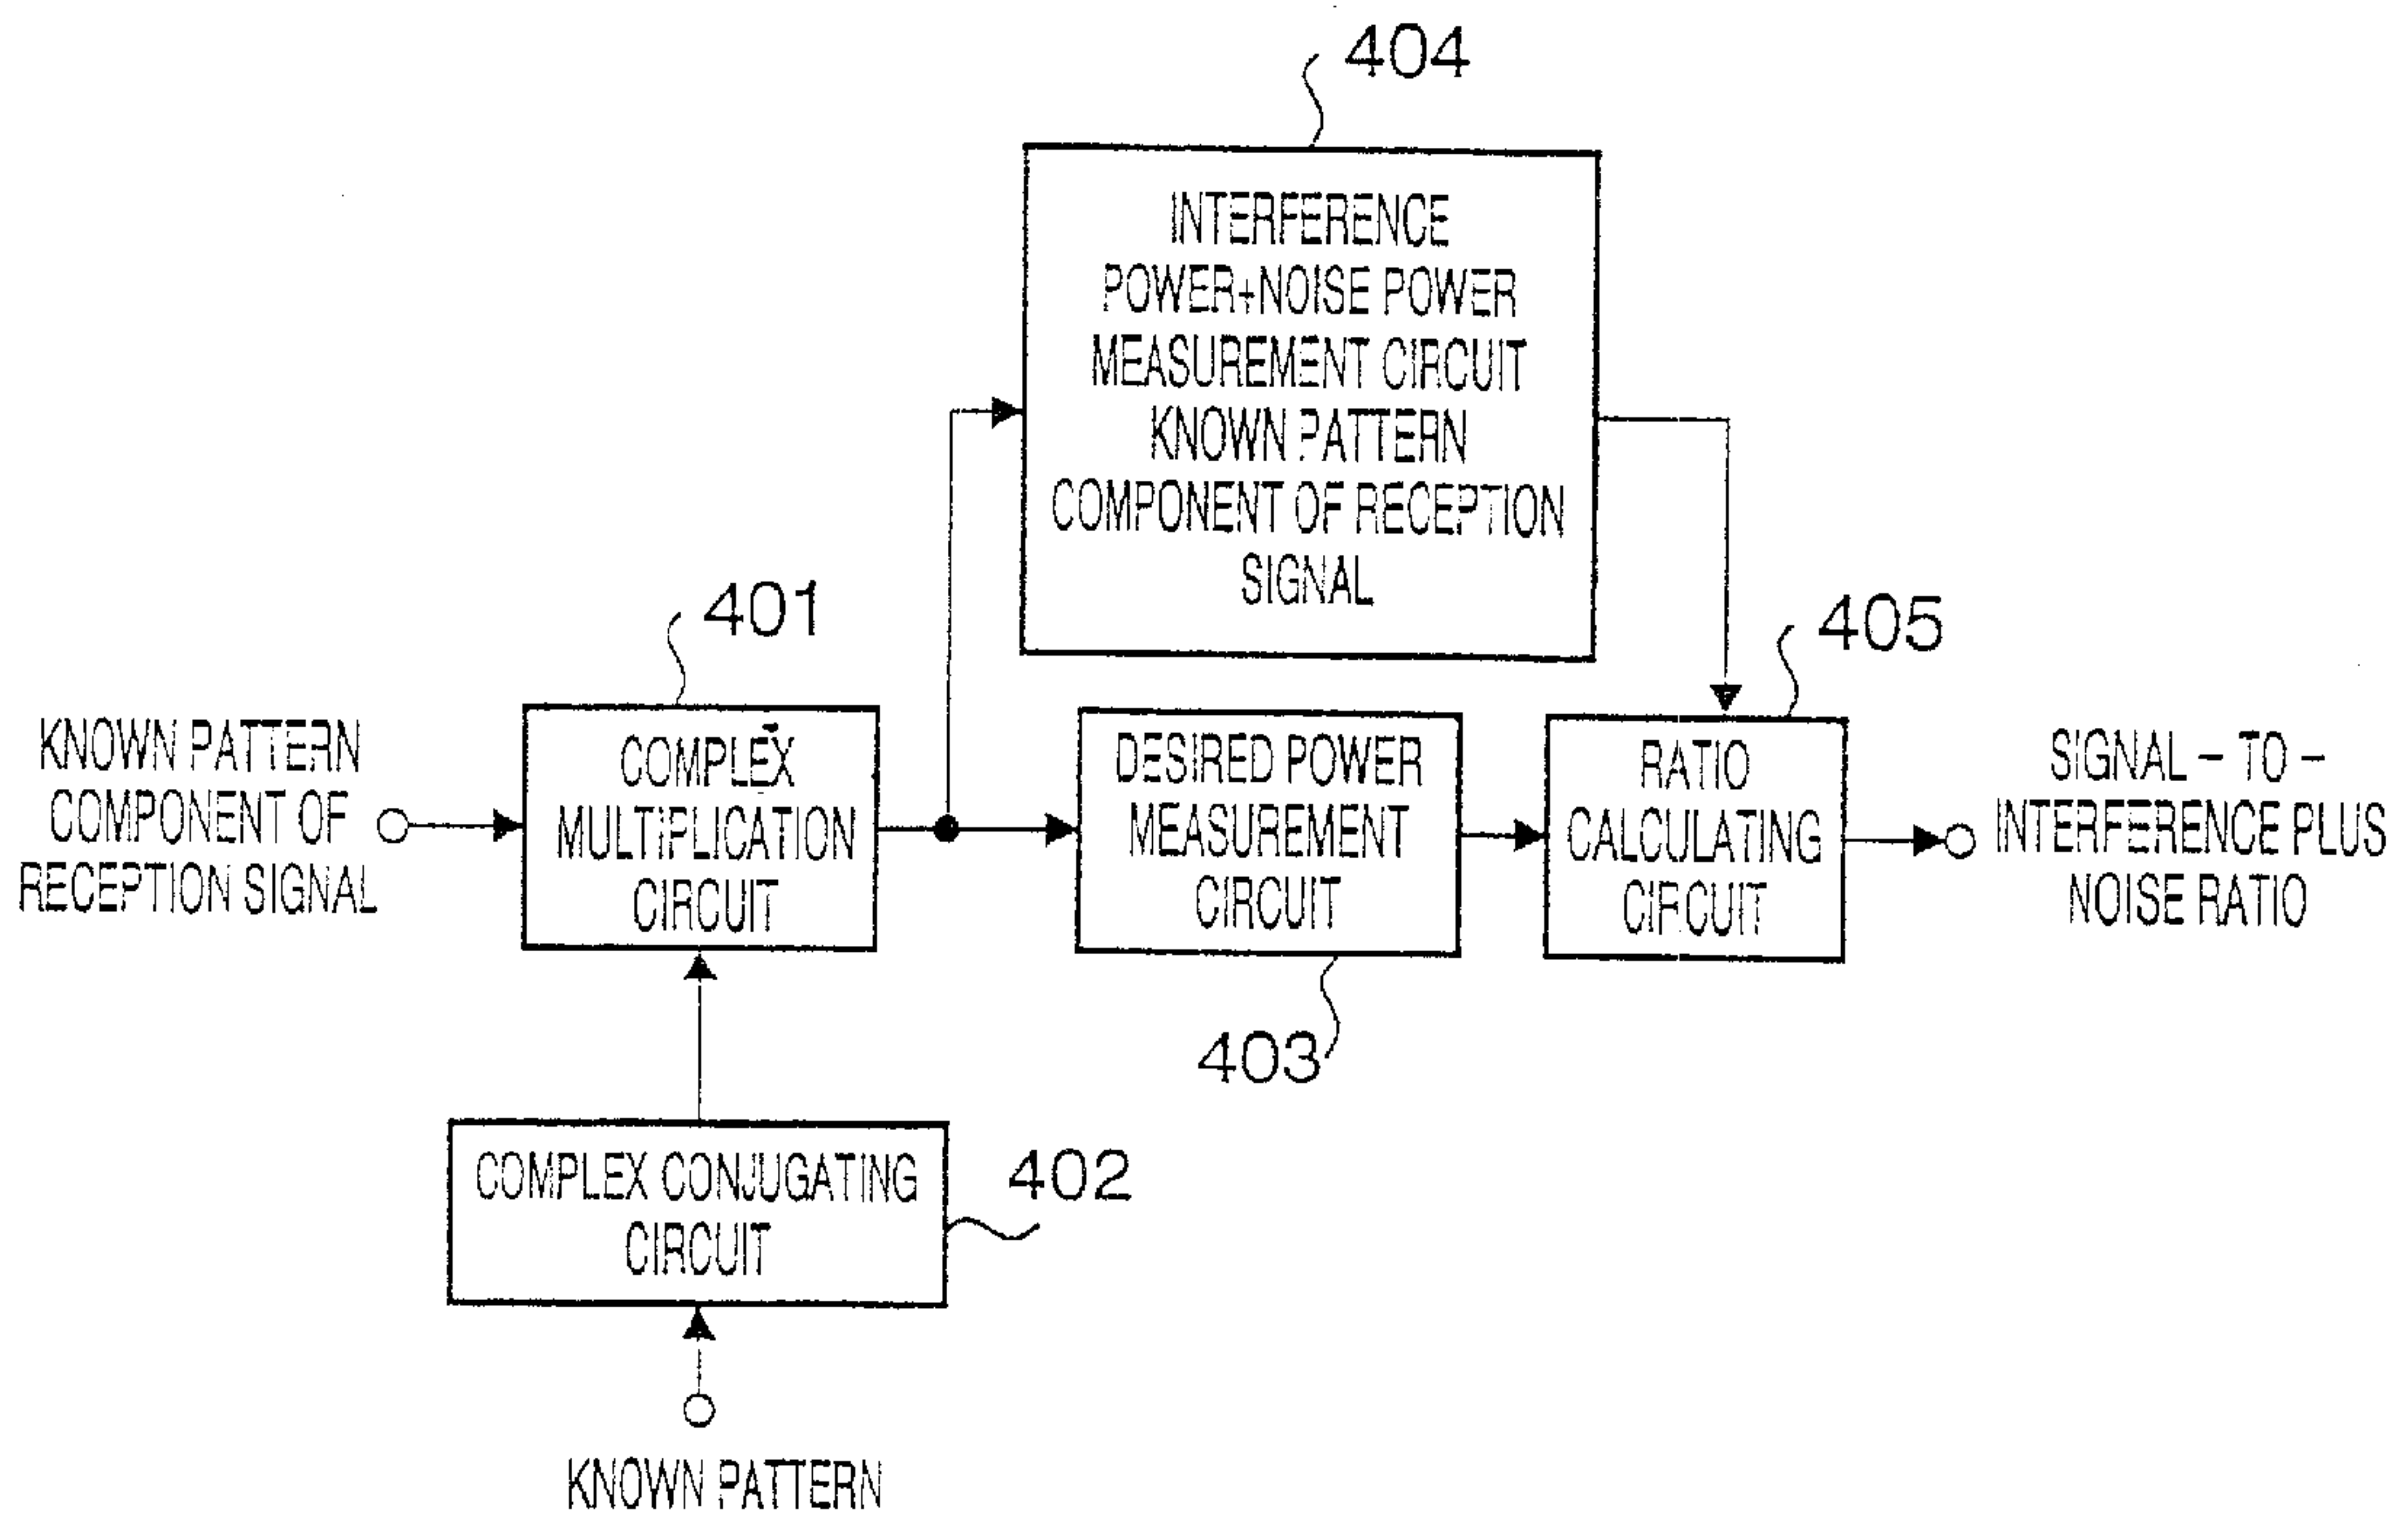 404
INTERFERENCE
POWER+NOISE POWER
MEASUREMENT CIRCUIT
KNOWN PATTERN
COMPONENT OF RECEPTION
SIGNAL
401
405
KNOWN PATTERN
COMPONENT OF
RECEPTION SIGNAL
COMPLEX
MULTIPLICATION
CIRCUIT
DESIRED POWER
MEASUREMENT
CIRCUIT
RATIO
CALCULATING
CIRCUIT
SIGNAL – TO –
INTERFERENCE PLUS
NOISE RATIO
403
COMPLEX CONJUGATING
CIRCUIT
402
KNOWN PATTERN